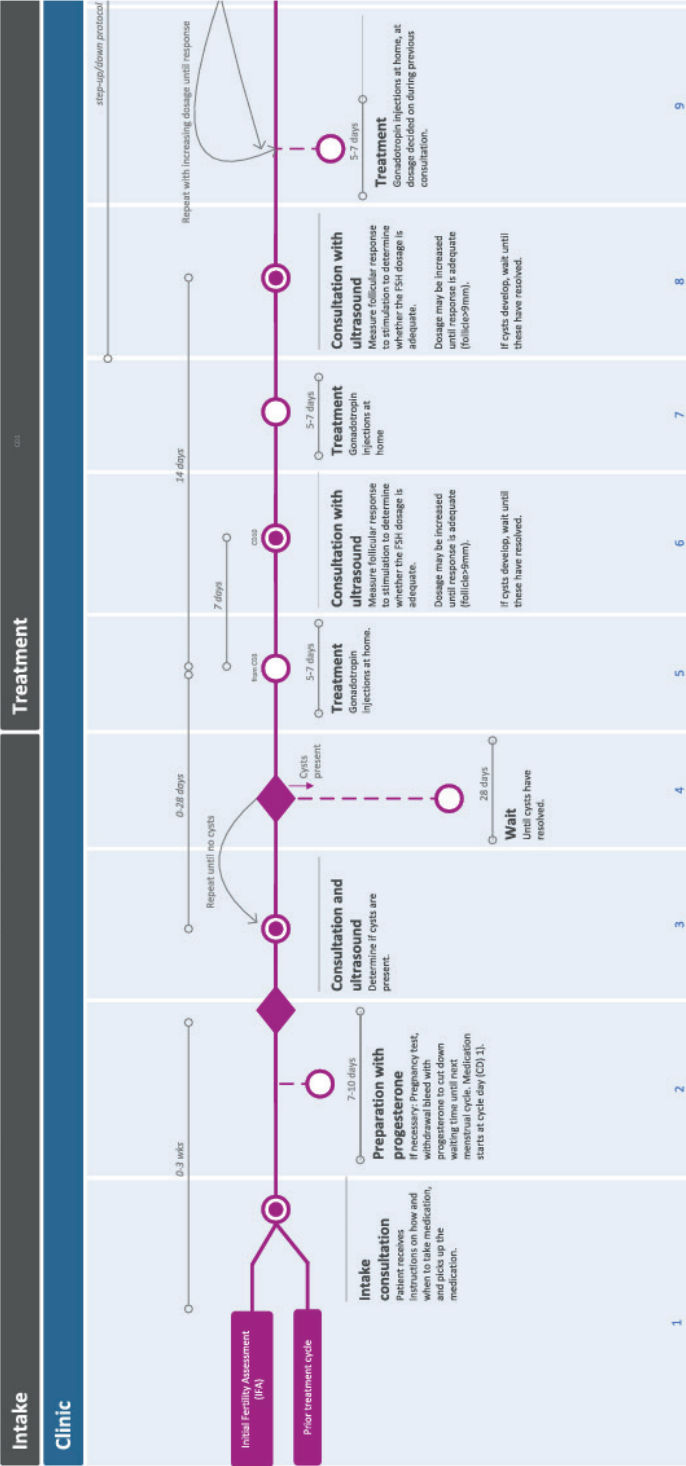 Intake
Treatment
CD1
Clinic
Initial Fertility Assessment
(IFA)
Prior treatment cycle
0-3 wks
Intake
consultation
Patient receives
instructions on how and
when to take medication,
and picks up the
medication.
1
7-10 days
Preparation with
progesterone
If necessary: Pregnancy test,
withdrawal bleed with
progesterone to cut down
waiting time until next
menstrual cycle. Medication
starts at cycle day (CD) 1).
2
0-28 days
Repeat until no cysts
Consultation and
ultrasound
Determine if cysts are
present.
3
Cysts
present
28 days
Wait
Until cysts have
resolved.
4
from CD3
5-7 days
Treatment
Gonadotropin
injections at home.
5
14 days
7 days
CD10
Consultation with
ultrasound
Measure follicular response
to stimulation to determine
whether the FSH dosage is
adequate.
Dosage may be increased
until response is adequate
(follicle>9mm).
If cysts develop, wait until
these have resolved.
6
5-7 days
Treatment
Gonadotropin
injections at
home
7
Consultation with
ultrasound
Measure follicular response
to stimulation to determine
whether the FSH dosage is
adequate.
Dosage may be increased
until response is adequate
(follicle>9mm).
If cysts develop, wait until
these have resolved.
8
step-up/down protocol
Repeat with increasing dosage until response
5-7 days
Treatment
Gonadotropin injections at home, at
dosage decided on during previous
consultation.
9